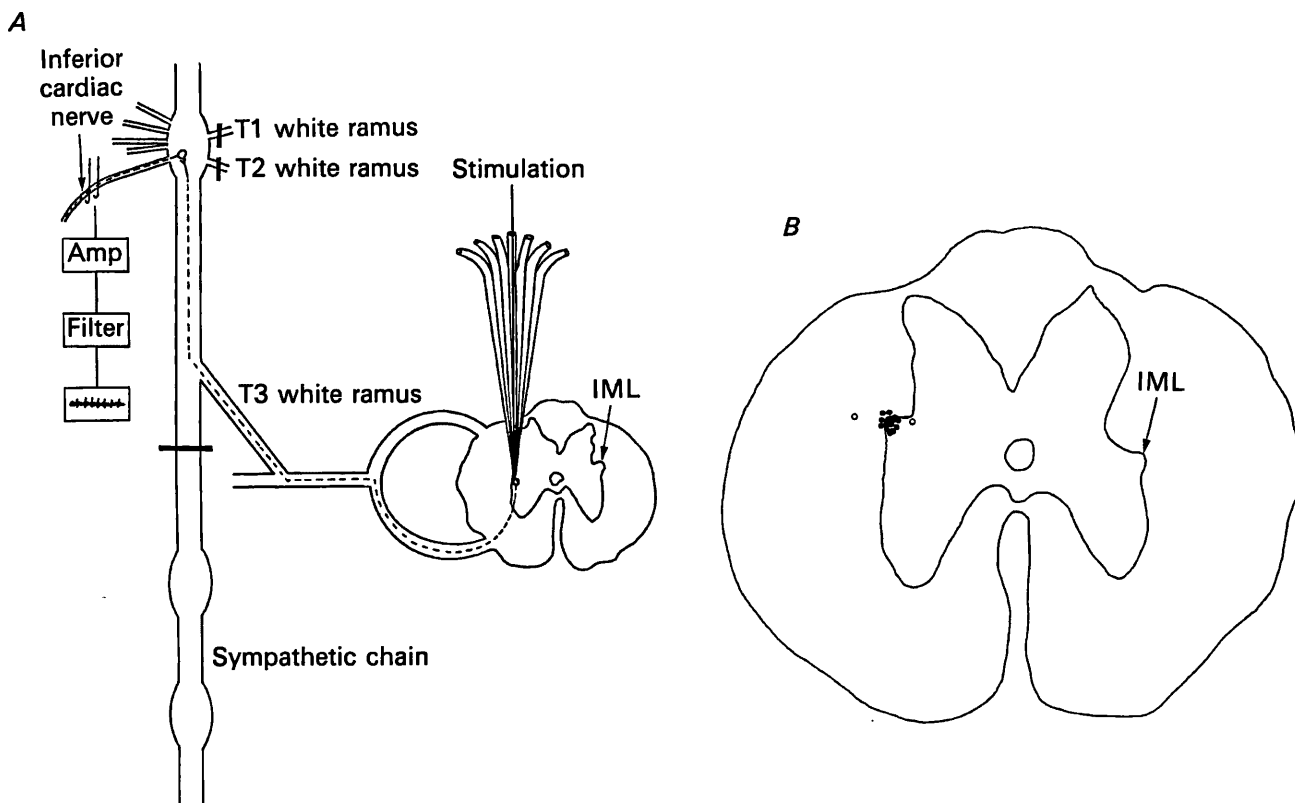 A
Inferior
cardiac
nerve
T1 white ramus
T2 white ramus
Stimulation
Amp
Filter
T3 white ramus
IML
Sympathetic chain
B
IML